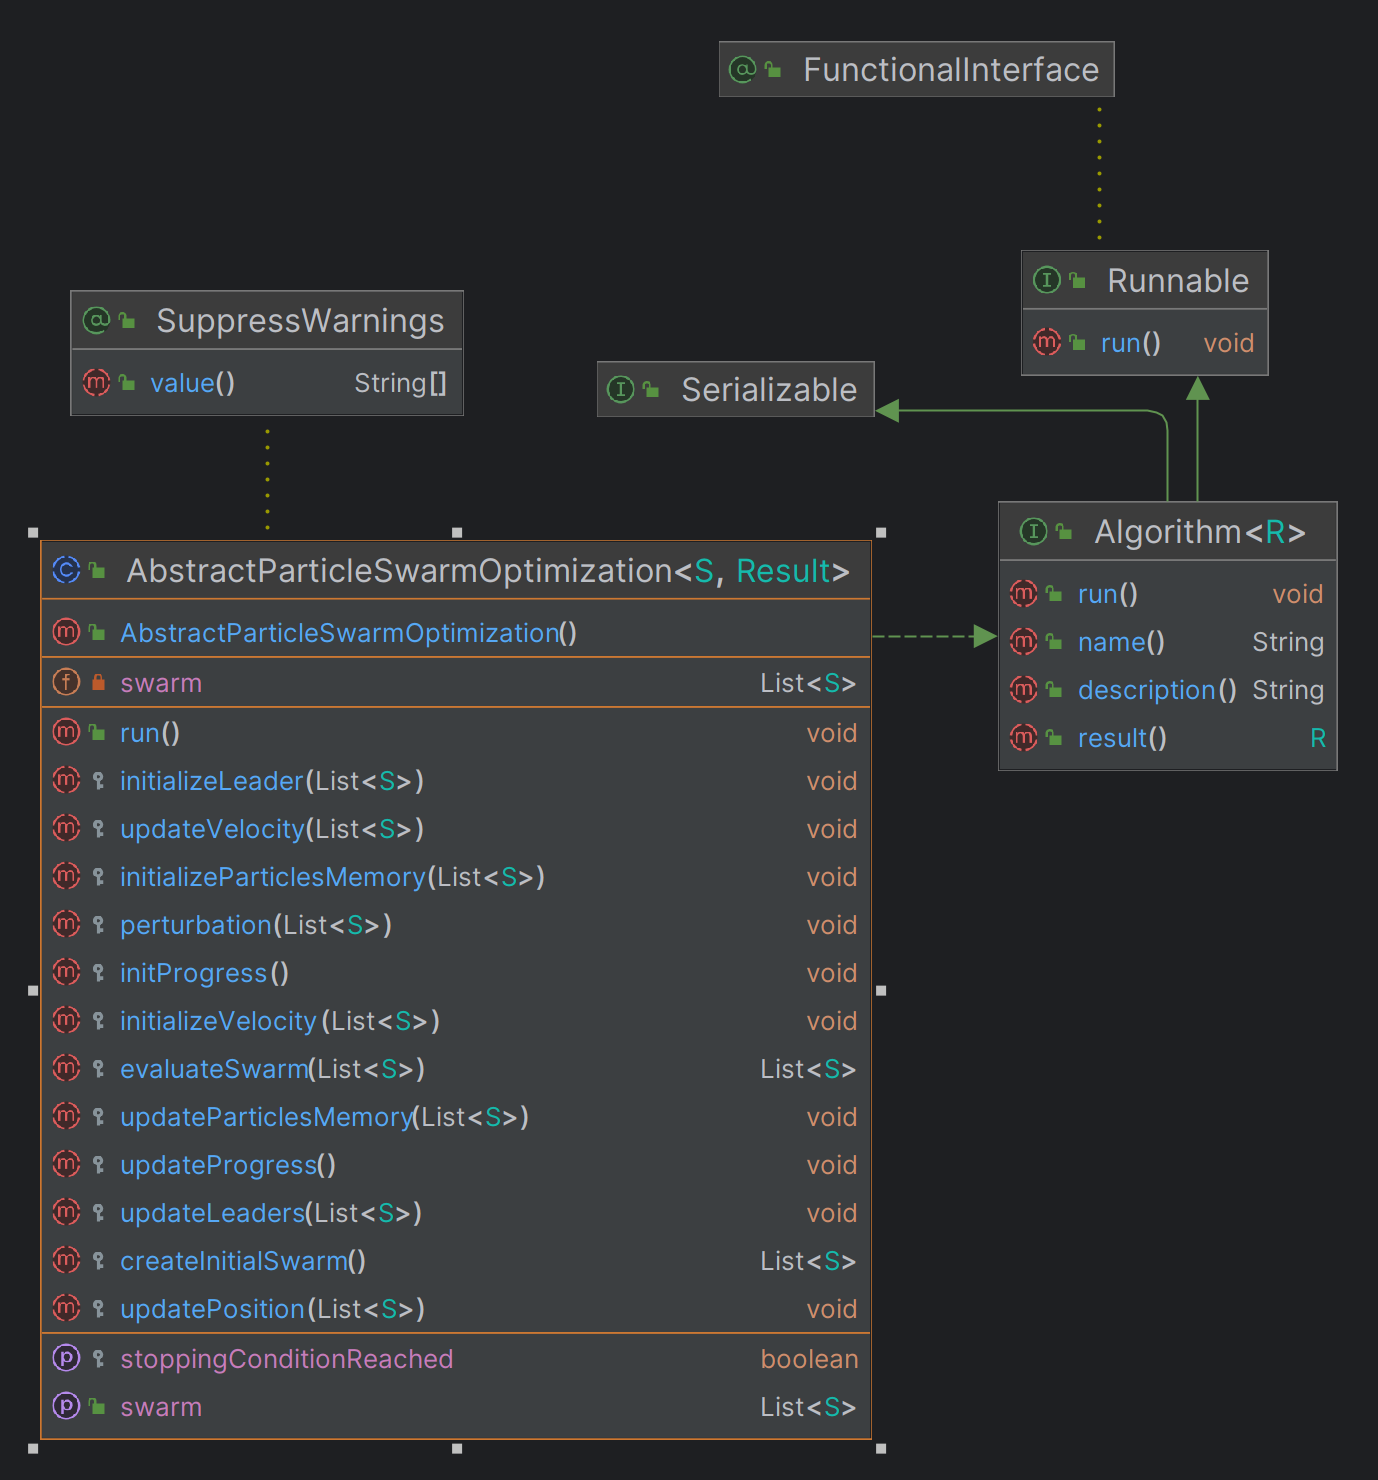 @ FunctionalInterface
I Runnable
m run() void
@ SuppressWarnings
m value() String[]
I Serializable
I Algorithm<R>
m run() void
m name() String
m description() String
m result() R
C AbstractParticleSwarmOptimization<S, Result>
m AbstractParticleSwarmOptimization()
f swarm List<S>
m run() void
m initializeLeader(List<S>) void
m updateVelocity(List<S>) void
m initializeParticlesMemory(List<S>) void
m perturbation(List<S>) void
m initProgress() void
m initializeVelocity(List<S>) void
m evaluateSwarm(List<S>) List<S>
m updateParticlesMemory(List<S>) void
m updateProgress() void
m updateLeaders(List<S>) void
m createInitialSwarm() List<S>
m updatePosition(List<S>) void
p stoppingConditionReached boolean
p swarm List<S>